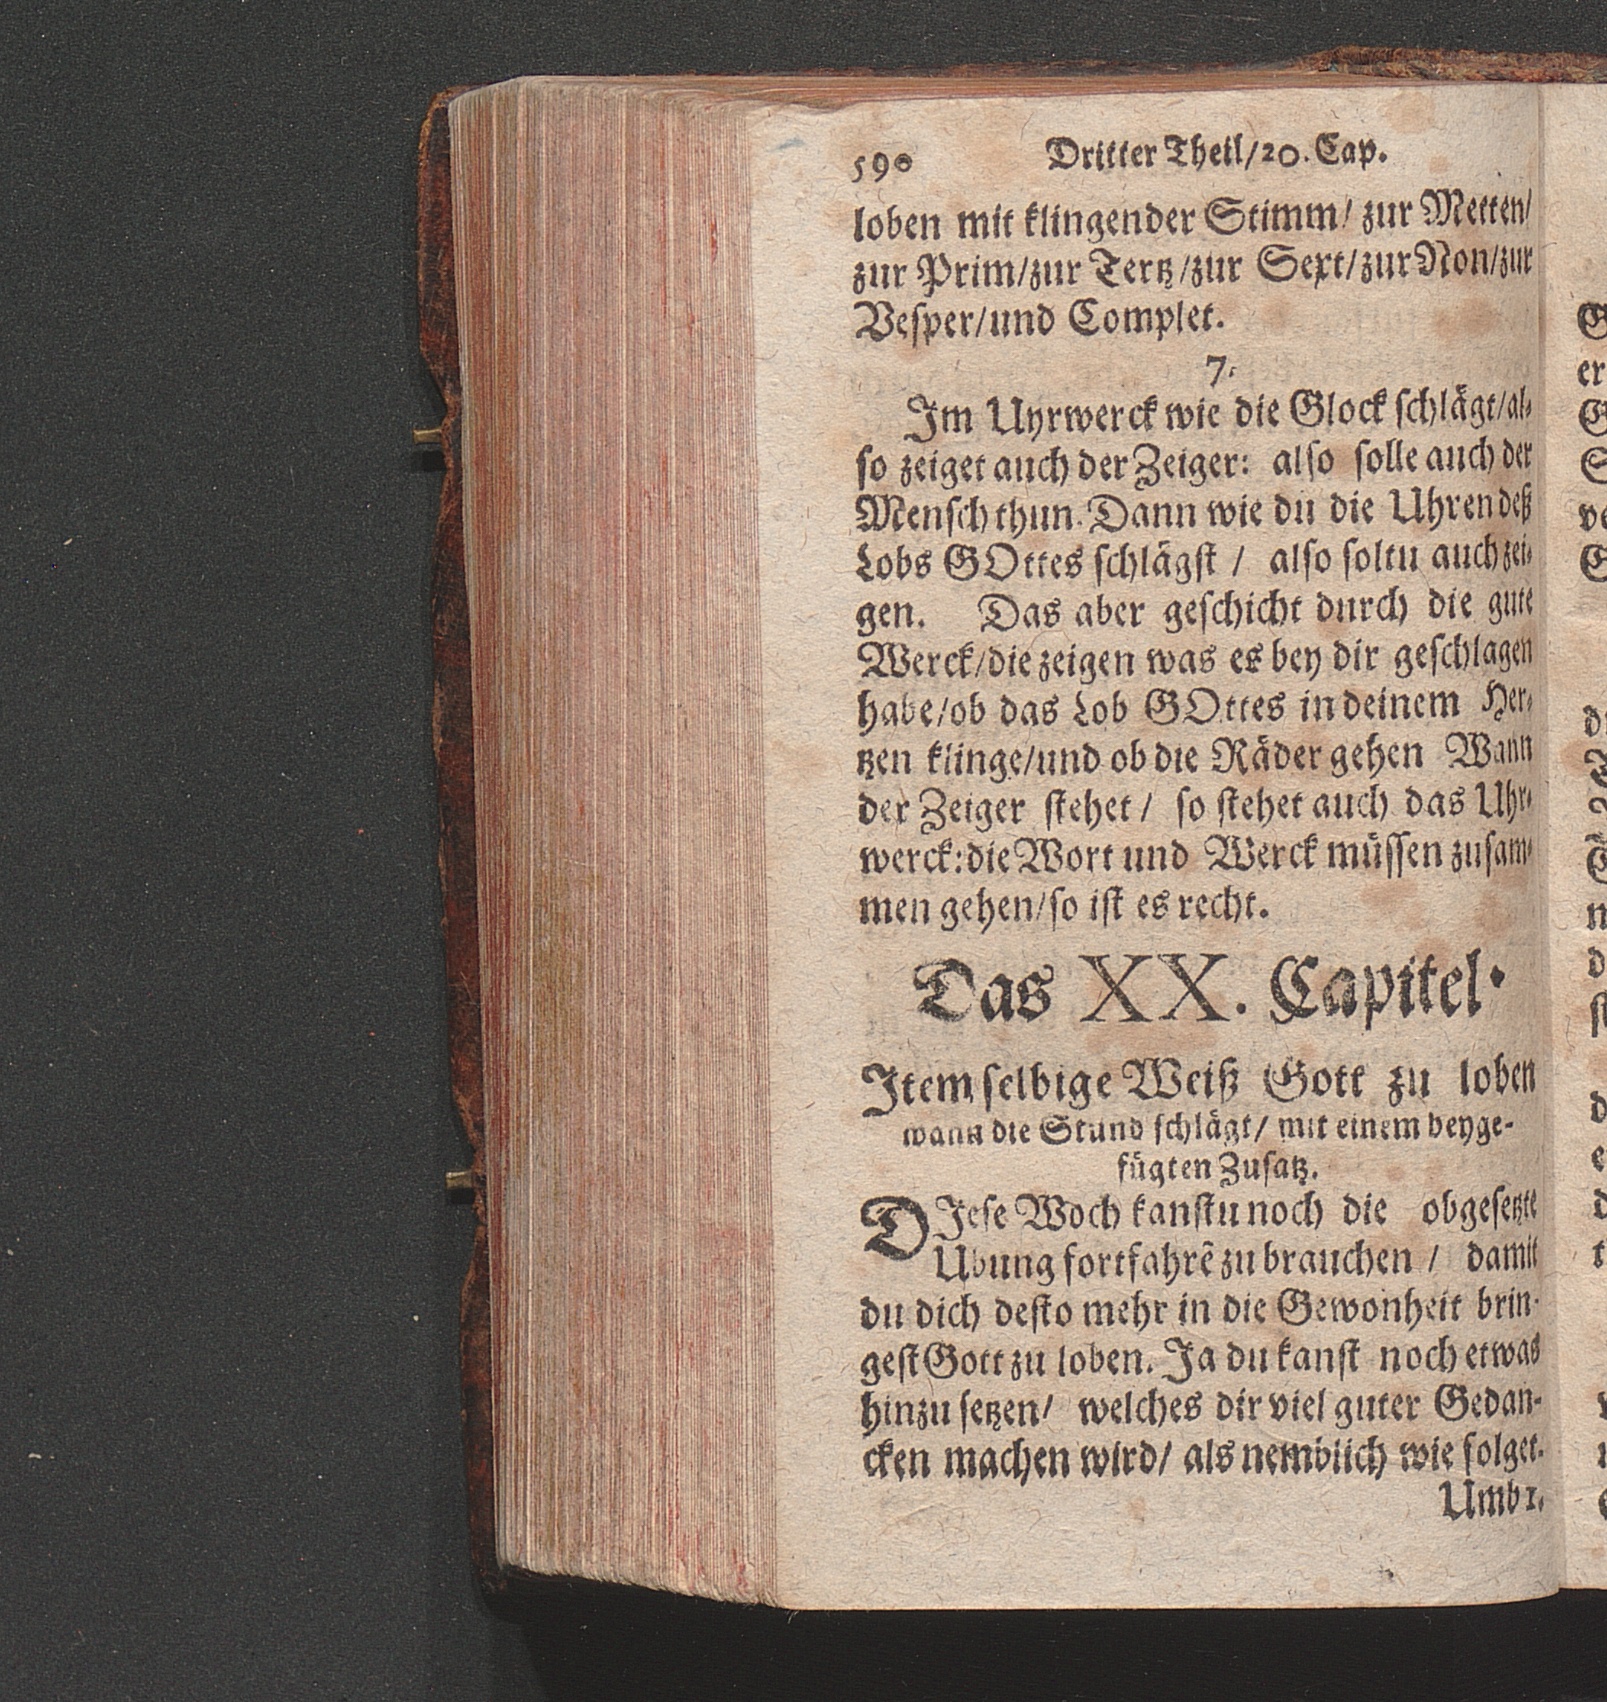 590 Dritter Theil/20. Cap.
loben mit klingender Stimm/ zur Metten/
zur Prim/zur Tertz/zur Sext/zur Non/zur
Vesper/und Complet.
7.
Im Uhrwerck wie die Glock schlägt/al-
so zeiget auch der Zeiger: also solle auch der
Mensch thun. Dann wie du die Uhren deß
Lobs GOttes schlägst / also soltu auch zei-
gen. Das aber geschicht durch die gute
Werck/die zeigen was es bey dir geschlagen
habe/ob das Lob GOttes in deinem Her-
tzen klinge/und ob die Räder gehen Wann
der Zeiger stehet / so stehet auch das Uhr-
werck:die Wort und Werck müssen zusam-
men gehen/so ist es recht.
Das XX. Capitel.
Item selbige Weiß Gott zu loben
wann die Stund schlägt/ mit einem beyge-
fügten Zusatz.
DIese Woch kanstu noch die obgesetzte
Ubung fortfahrẽ zu brauchen / damit
du dich desto mehr in die Gewonheit brin-
gest Gott zu loben. Ja du kanst noch etwas
hinzu setzen/ welches dir viel guter Gedan-
cken machen wird/ als nemblich wie folget.
Umb 1.